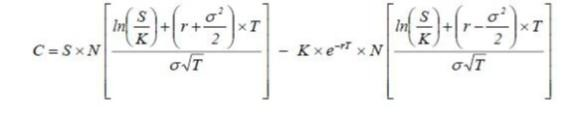 C = S × N [ (ln(S/K) + (r + σ²/2) × T) / (σ√T) ] − K × e^(−rT) × N [ (ln(S/K) + (r − σ²/2) × T) / (σ√T) ]